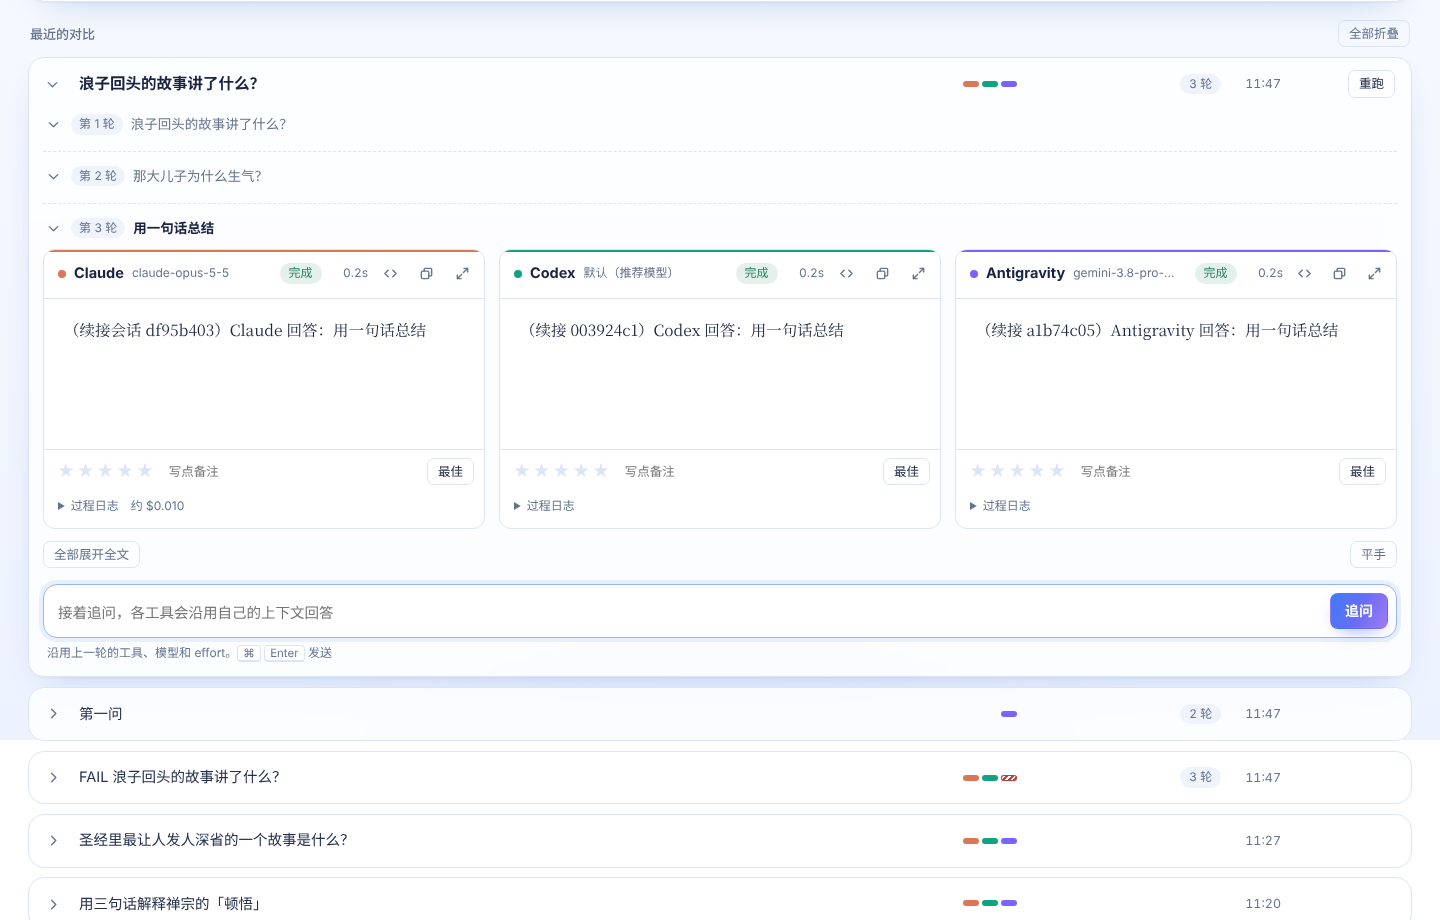 最近的对比 全部折叠
浪子回头的故事讲了什么？ 3 轮 11:47 重跑
第 1 轮 浪子回头的故事讲了什么？
第 2 轮 那大儿子为什么生气？
第 3 轮 用一句话总结
Claude claude-opus-5-5 完成 0.2s
（续接会话 df95b403）Claude 回答：用一句话总结
写点备注 最佳
过程日志 约 $0.010
Codex 默认（推荐模型） 完成 0.2s
（续接 003924c1）Codex 回答：用一句话总结
写点备注 最佳
过程日志
Antigravity gemini-3.8-pro-... 完成 0.2s
（续接 a1b74c05）Antigravity 回答：用一句话总结
写点备注 最佳
过程日志
全部展开全文 平手
接着追问，各工具会沿用自己的上下文回答 追问
沿用上一轮的工具、模型和 effort。 ⌘ Enter 发送
第一问 2 轮 11:47
FAIL 浪子回头的故事讲了什么？ 3 轮 11:47
圣经里最让人发人深省的一个故事是什么？ 11:27
用三句话解释禅宗的「顿悟」 11:20